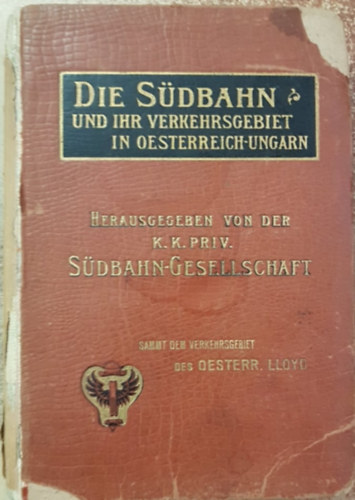 DIE SÜDBAHN
UND IHR VERKEHRSGEBIET
IN OESTERREICH-UNGARN
HERAUSGEGEBEN VON DER
K. K. PRIV.
SÜDBAHN-GESELLSCHAFT
SAMMT DEM VERKEHRSGEBIET
DES OESTERR. LLOYD